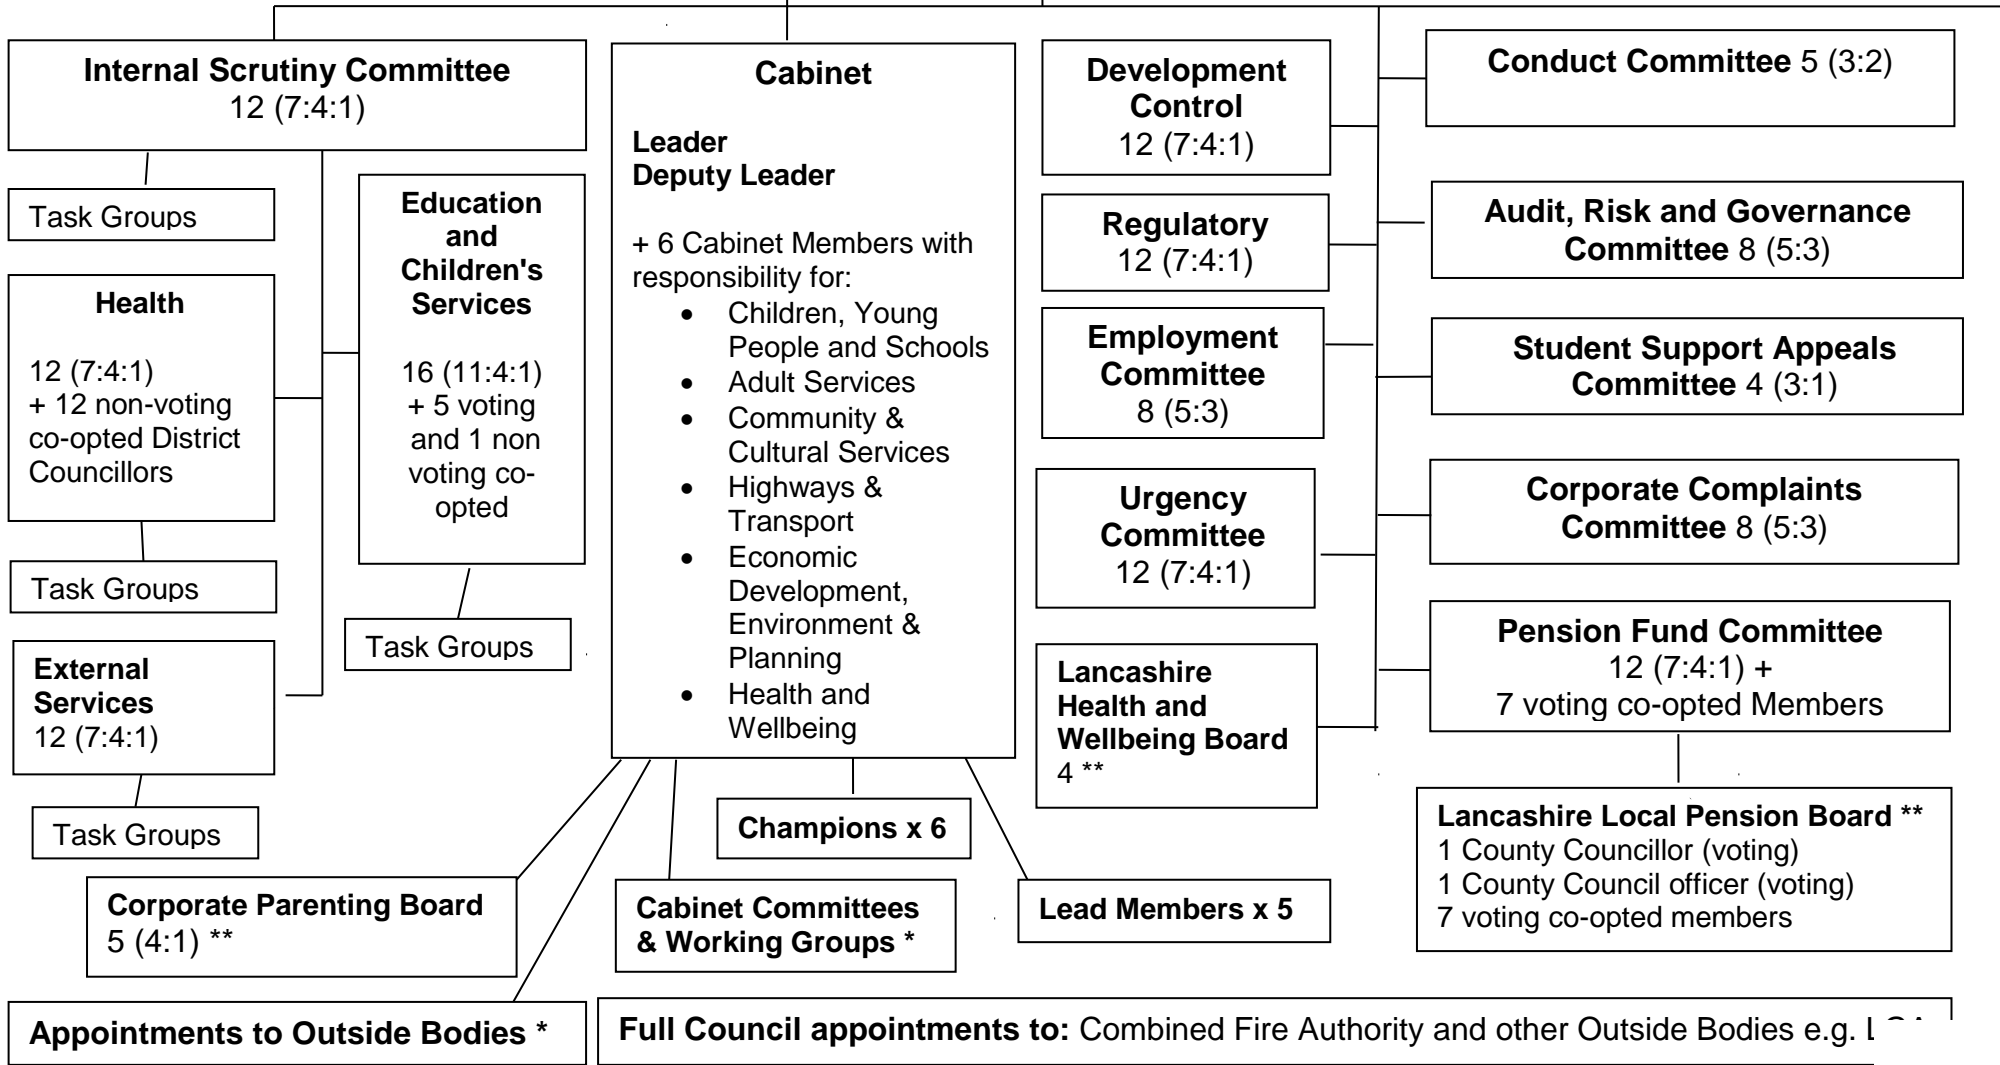 Internal Scrutiny Committee
12 (7:4:1)
Task Groups
Health
12 (7:4:1)
+ 12 non-voting
co-opted District
Councillors
Task Groups
External
Services
12 (7:4:1)
Task Groups
Education
and
Children's
Services
16 (11:4:1)
+ 5 voting
and 1 non
voting co-
opted
Task Groups
Cabinet
Leader
Deputy Leader
+ 6 Cabinet Members with
responsibility for:
• Children, Young
People and Schools
• Adult Services
• Community &
Cultural Services
• Highways &
Transport
• Economic
Development,
Environment &
Planning
• Health and
Wellbeing
Champions x 6
Corporate Parenting Board
5 (4:1) **
Cabinet Committees
& Working Groups *
Lead Members x 5
Development
Control
12 (7:4:1)
Regulatory
12 (7:4:1)
Employment
Committee
8 (5:3)
Urgency
Committee
12 (7:4:1)
Lancashire
Health and
Wellbeing Board
4 **
Conduct Committee 5 (3:2)
Audit, Risk and Governance
Committee 8 (5:3)
Student Support Appeals
Committee 4 (3:1)
Corporate Complaints
Committee 8 (5:3)
Pension Fund Committee
12 (7:4:1) +
7 voting co-opted Members
Lancashire Local Pension Board **
1 County Councillor (voting)
1 County Council officer (voting)
7 voting co-opted members
Appointments to Outside Bodies *
Full Council appointments to: Combined Fire Authority and other Outside Bodies e.g.